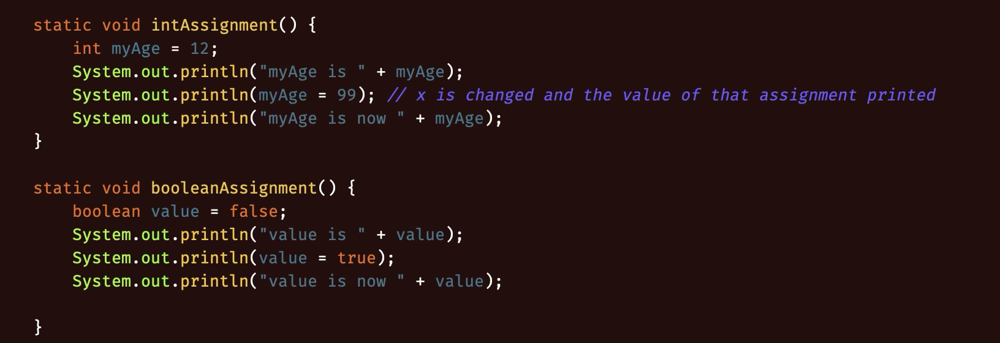 static void intAssignment() {
    int myAge = 12;
    System.out.println("myAge is " + myAge);
    System.out.println(myAge = 99); // x is changed and the value of that assignment printed
    System.out.println("myAge is now " + myAge);
}

static void booleanAssignment() {
    boolean value = false;
    System.out.println("value is " + value);
    System.out.println(value = true);
    System.out.println("value is now " + value);

}